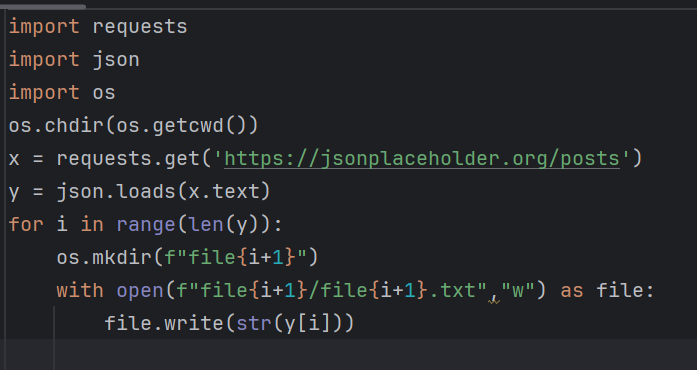 import requests
import json
import os
os.chdir(os.getcwd())
x = requests.get('https://jsonplaceholder.org/posts')
y = json.loads(x.text)
for i in range(len(y)):
    os.mkdir(f"file{i+1}")
    with open(f"file{i+1}/file{i+1}.txt","w") as file:
        file.write(str(y[i]))